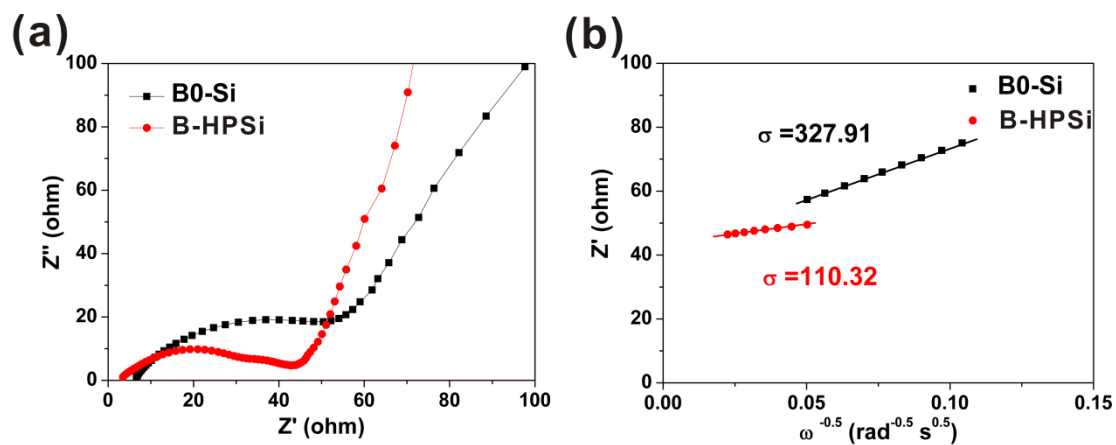 (a)
100
80
60
40
20
0
Z'' (ohm)
B0-Si
B-HPSi
0 20 40 60 80 100
Z' (ohm)
(b)
100
80
60
40
20
0
Z' (ohm)
B0-Si
B-HPSi
σ =327.91
σ =110.32
0.00 0.05 0.10 0.15
ω⁻⁰·⁵ (rad⁻⁰·⁵ s⁰·⁵)